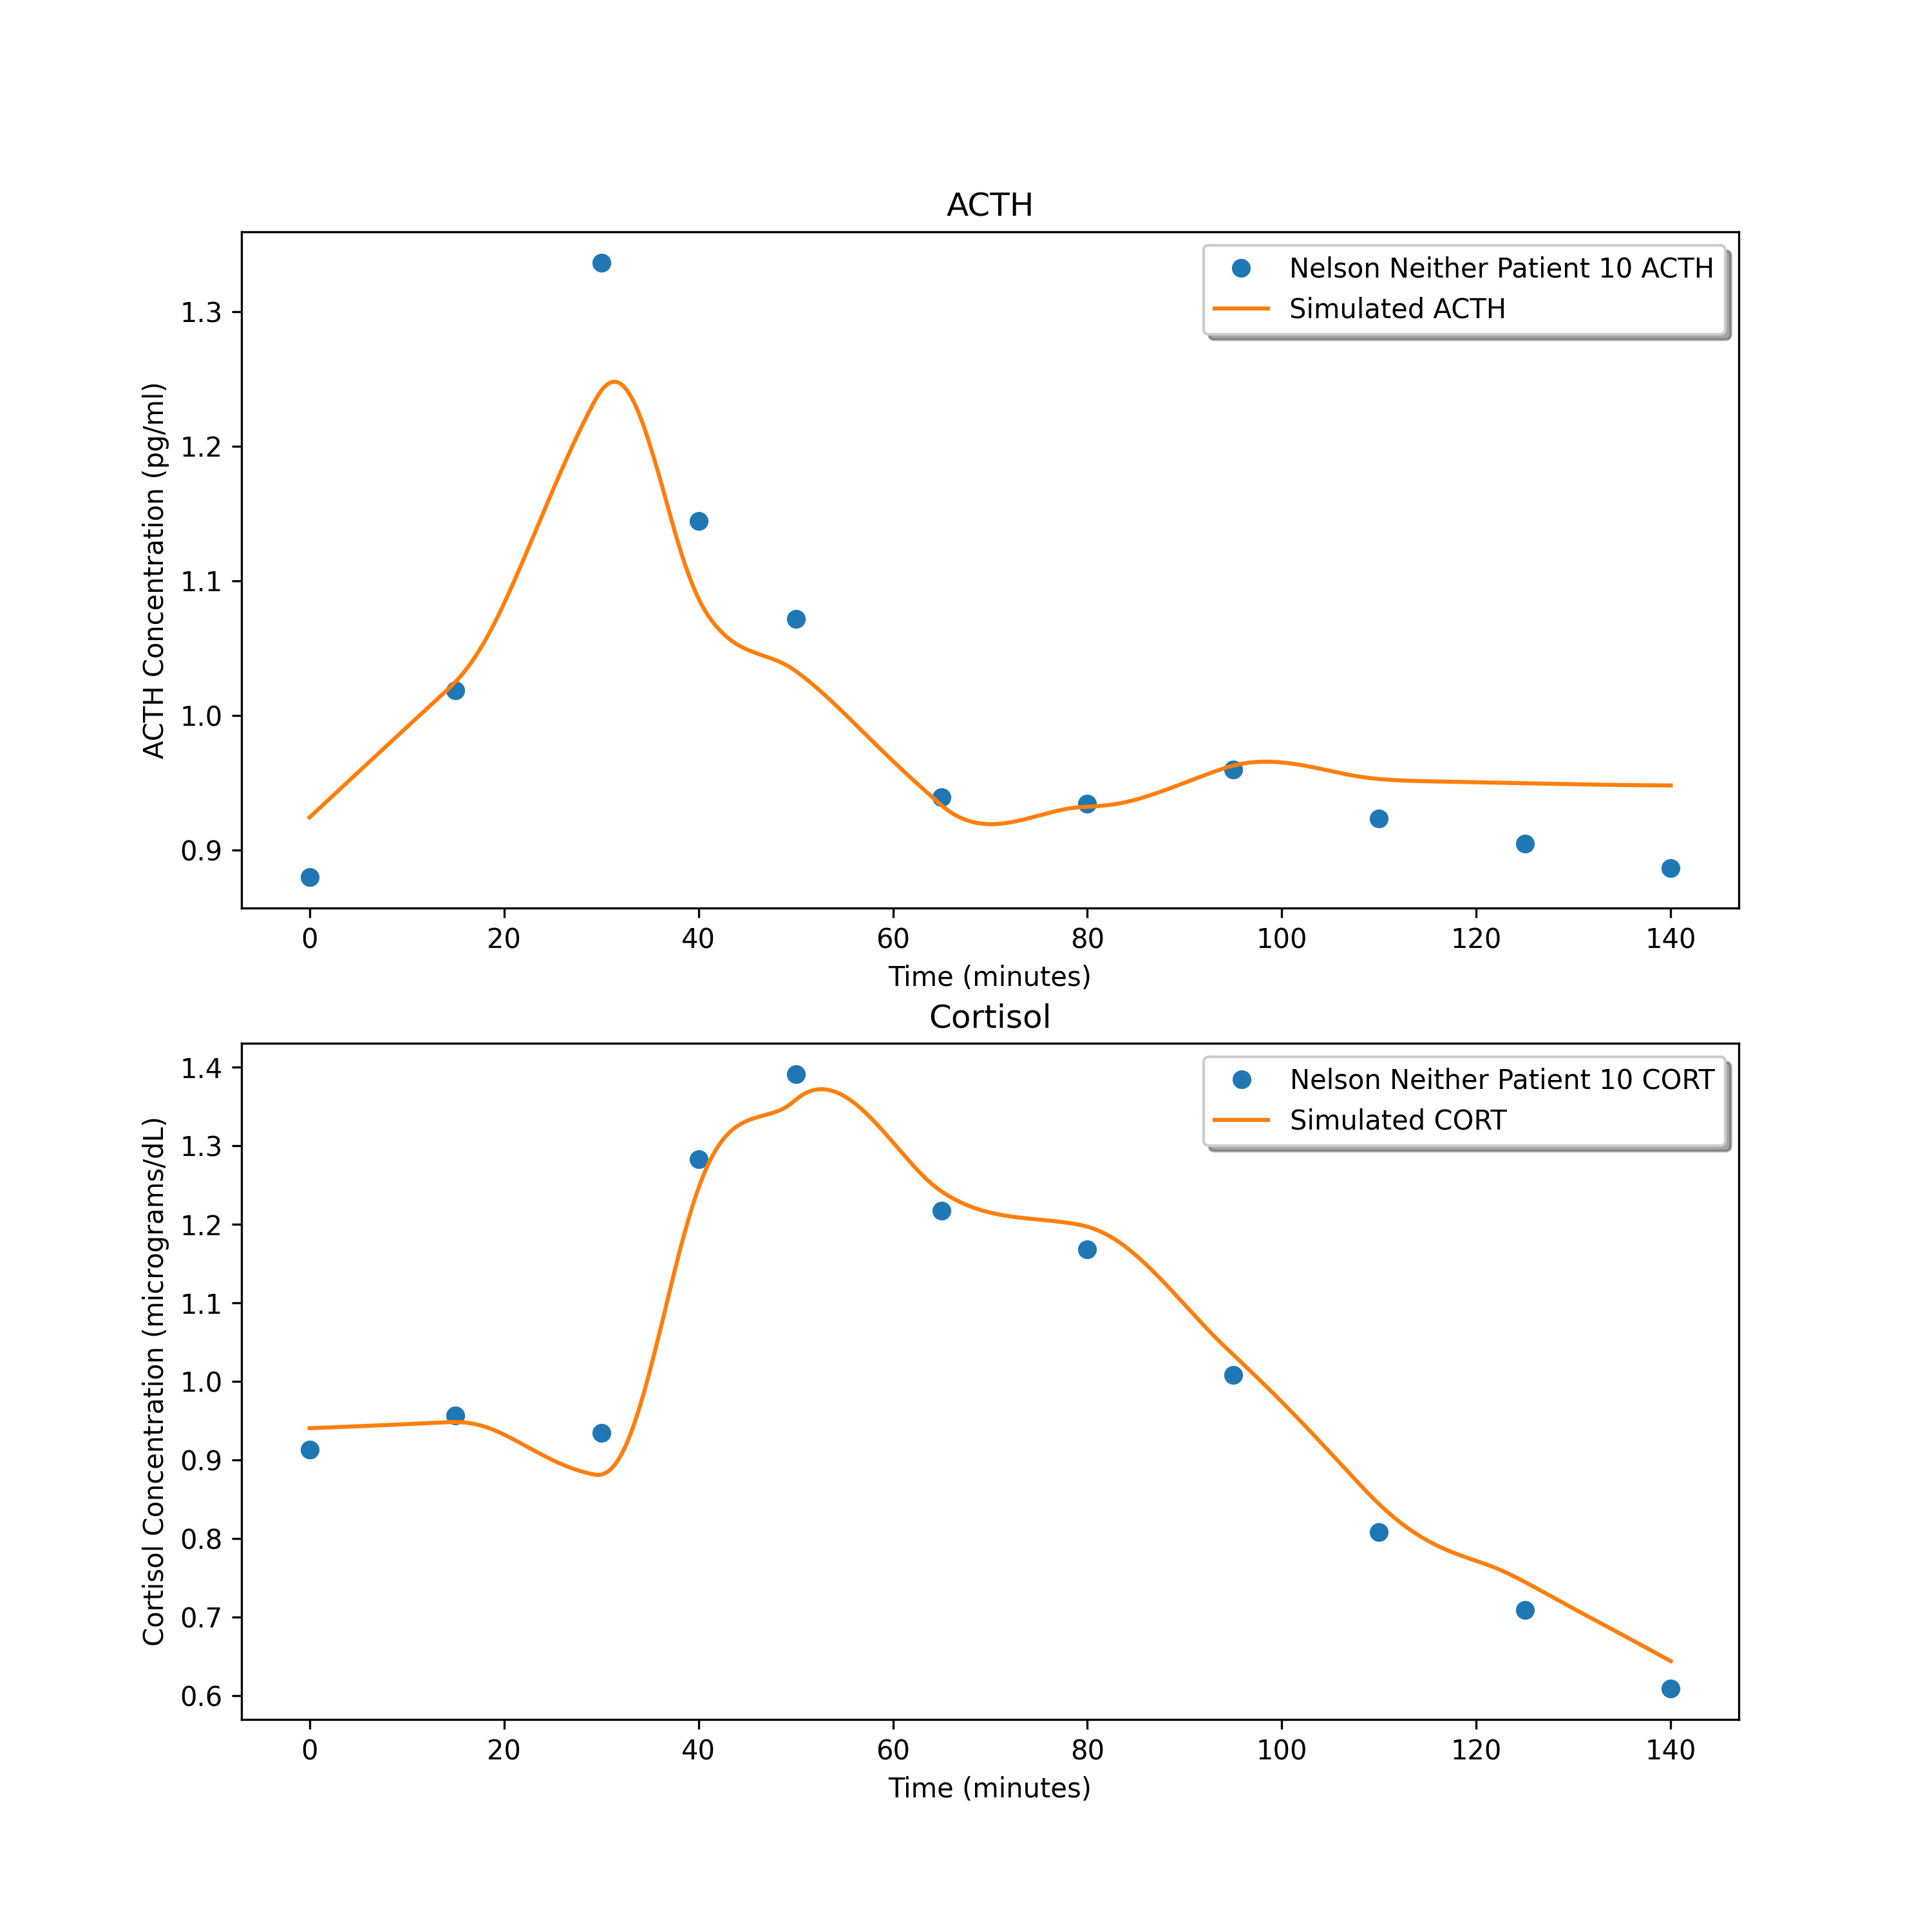 ACTH
Nelson Neither Patient 10 ACTH
Simulated ACTH
ACTH Concentration (pg/ml)
1.3
1.2
1.1
1.0
0.9
0 20 40 60 80 100 120 140
Time (minutes)
Cortisol
Nelson Neither Patient 10 CORT
Simulated CORT
Cortisol Concentration (micrograms/dL)
1.4
1.3
1.2
1.1
1.0
0.9
0.8
0.7
0.6
0 20 40 60 80 100 120 140
Time (minutes)